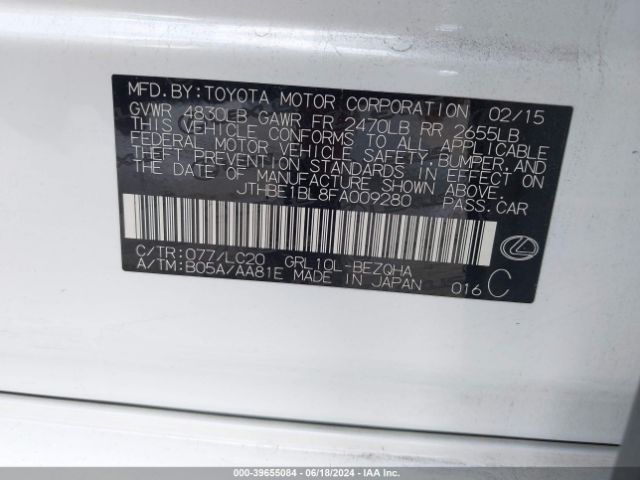 MFD.BY:TOYOTA MOTOR CORPORATION 02/15
GVWR 4830LB GAWR FR 2470LB RR 2655LB
THIS VEHICLE CONFORMS TO ALL APPLICABLE
FEDERAL MOTOR VEHICLE SAFETY,BUMPER,AND
THEFT PREVENTION STANDARDS IN EFFECT ON
THE DATE OF MANUFACTURE SHOWN ABOVE.
JTHBE1BL8FA009280 PASS.CAR
C/TR:077/LC20 GRL10L-BEZQHA
A/TM:B05A/AA81E MADE IN JAPAN 016 C
000-39655084 - 06/18/2024 - IAA Inc.